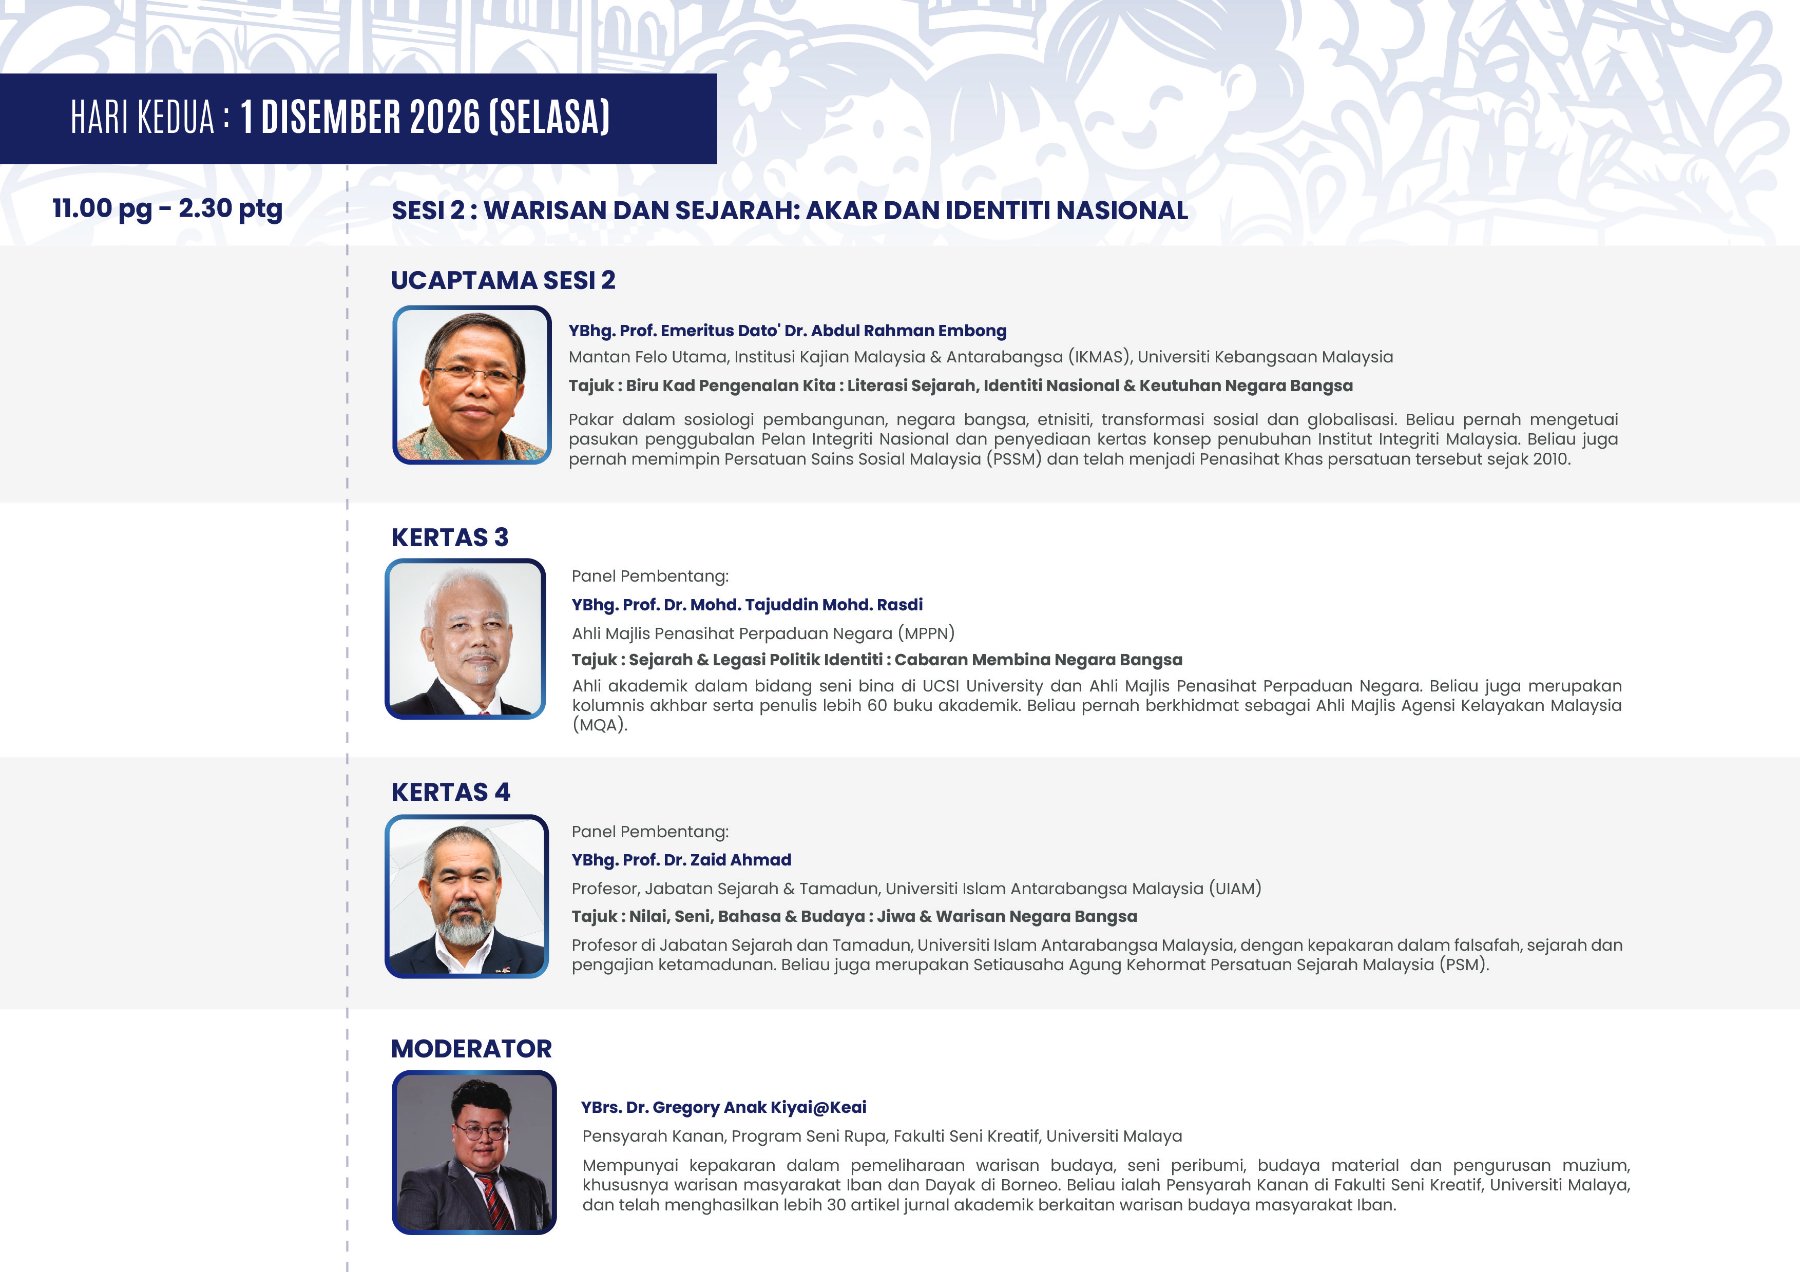 HARI KEDUA : 1 DISEMBER 2026 (SELASA)
11.00 pg - 2.30 ptg
SESI 2 : WARISAN DAN SEJARAH: AKAR DAN IDENTITI NASIONAL
UCAPTAMA SESI 2
YBhg. Prof. Emeritus Dato' Dr. Abdul Rahman Embong
Mantan Felo Utama, Institusi Kajian Malaysia & Antarabangsa (IKMAS), Universiti Kebangsaan Malaysia
Tajuk : Biru Kad Pengenalan Kita : Literasi Sejarah, Identiti Nasional & Keutuhan Negara Bangsa
Pakar dalam sosiologi pembangunan, negara bangsa, etnisiti, transformasi sosial dan globalisasi. Beliau pernah mengetuai
pasukan penggubalan Pelan Integriti Nasional dan penyediaan kertas konsep penubuhan Institut Integriti Malaysia. Beliau juga
pernah memimpin Persatuan Sains Sosial Malaysia (PSSM) dan telah menjadi Penasihat Khas persatuan tersebut sejak 2010.
KERTAS 3
Panel Pembentang:
YBhg. Prof. Dr. Mohd. Tajuddin Mohd. Rasdi
Ahli Majlis Penasihat Perpaduan Negara (MPPN)
Tajuk : Sejarah & Legasi Politik Identiti : Cabaran Membina Negara Bangsa
Ahli akademik dalam bidang seni bina di UCSI University dan Ahli Majlis Penasihat Perpaduan Negara. Beliau juga merupakan
kolumnis akhbar serta penulis lebih 60 buku akademik. Beliau pernah berkhidmat sebagai Ahli Majlis Agensi Kelayakan Malaysia
(MQA).
KERTAS 4
Panel Pembentang:
YBhg. Prof. Dr. Zaid Ahmad
Profesor, Jabatan Sejarah & Tamadun, Universiti Islam Antarabangsa Malaysia (UIAM)
Tajuk : Nilai, Seni, Bahasa & Budaya : Jiwa & Warisan Negara Bangsa
Profesor di Jabatan Sejarah dan Tamadun, Universiti Islam Antarabangsa Malaysia, dengan kepakaran dalam falsafah, sejarah dan
pengajian ketamadunan. Beliau juga merupakan Setiausaha Agung Kehormat Persatuan Sejarah Malaysia (PSM).
MODERATOR
YBrs. Dr. Gregory Anak Kiyai@Keai
Pensyarah Kanan, Program Seni Rupa, Fakulti Seni Kreatif, Universiti Malaya
Mempunyai kepakaran dalam pemeliharaan warisan budaya, seni peribumi, budaya material dan pengurusan muzium,
khususnya warisan masyarakat Iban dan Dayak di Borneo. Beliau ialah Pensyarah Kanan di Fakulti Seni Kreatif, Universiti Malaya,
dan telah menghasilkan lebih 30 artikel jurnal akademik berkaitan warisan budaya masyarakat Iban.